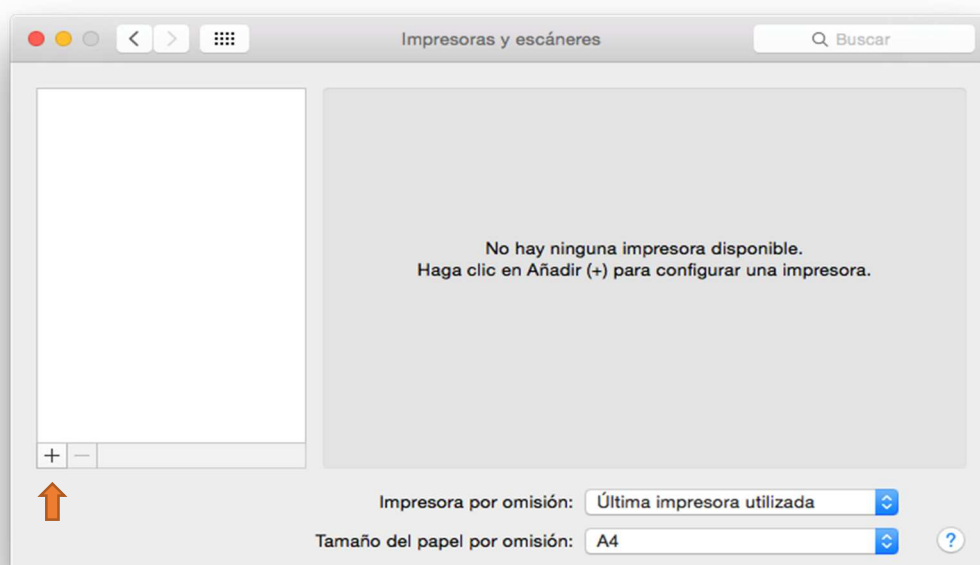 Impresoras y escáneres
Buscar
No hay ninguna impresora disponible.
Haga clic en Añadir (+) para configurar una impresora.
+ —
Impresora por omisión: Última impresora utilizada
Tamaño del papel por omisión: A4
?